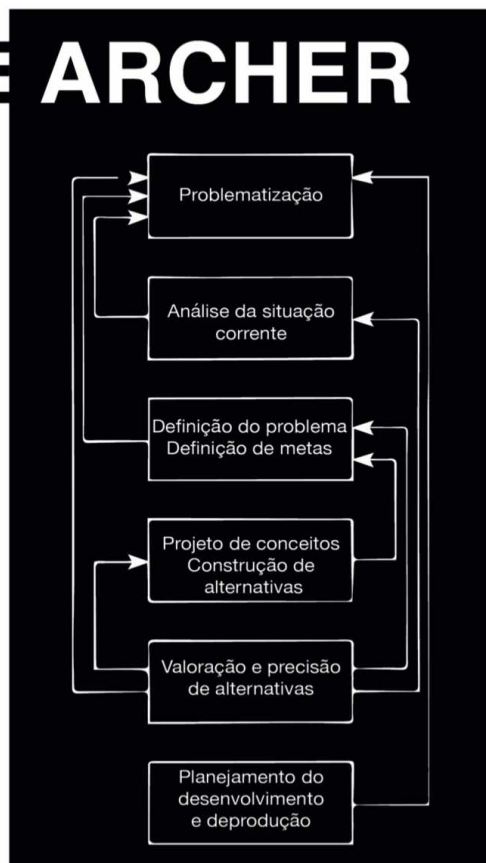 ARCHER
Problematização
Análise da situação
corrente
Definição do problema
Definição de metas
Projeto de conceitos
Construção de
alternativas
Valoração e precisão
de alternativas
Planejamento do
desenvolvimento
e deprodução